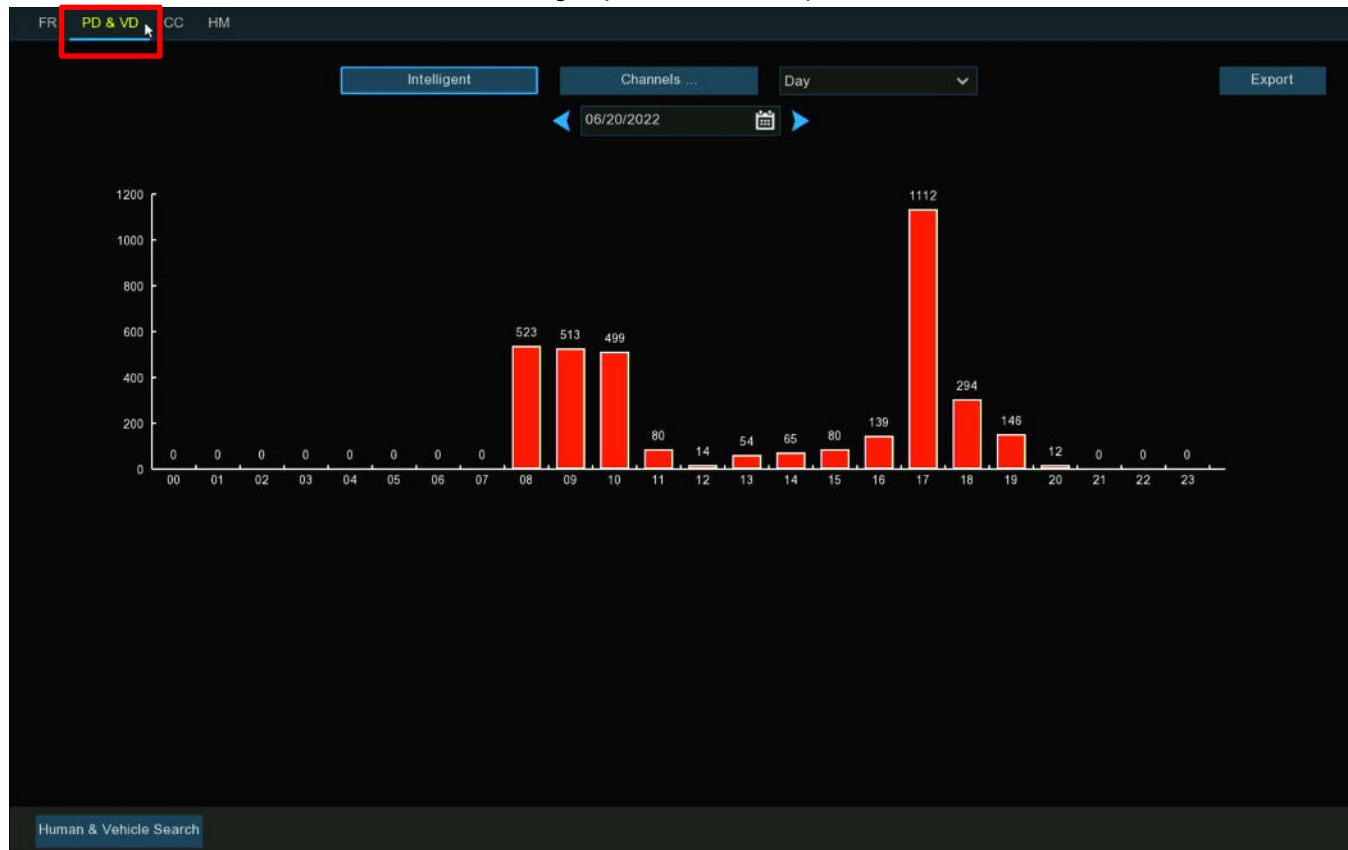 FR PD & VD CC HM
Intelligent Channels ... Day Export
06/20/2022
1200
1000
800
600
400
200
0
0 0 0 0 0 0 0 0 523 513 499 80 14 54 65 80 139 1112 294 146 12 0 0 0
00 01 02 03 04 05 06 07 08 09 10 11 12 13 14 15 16 17 18 19 20 21 22 23
Human & Vehicle Search